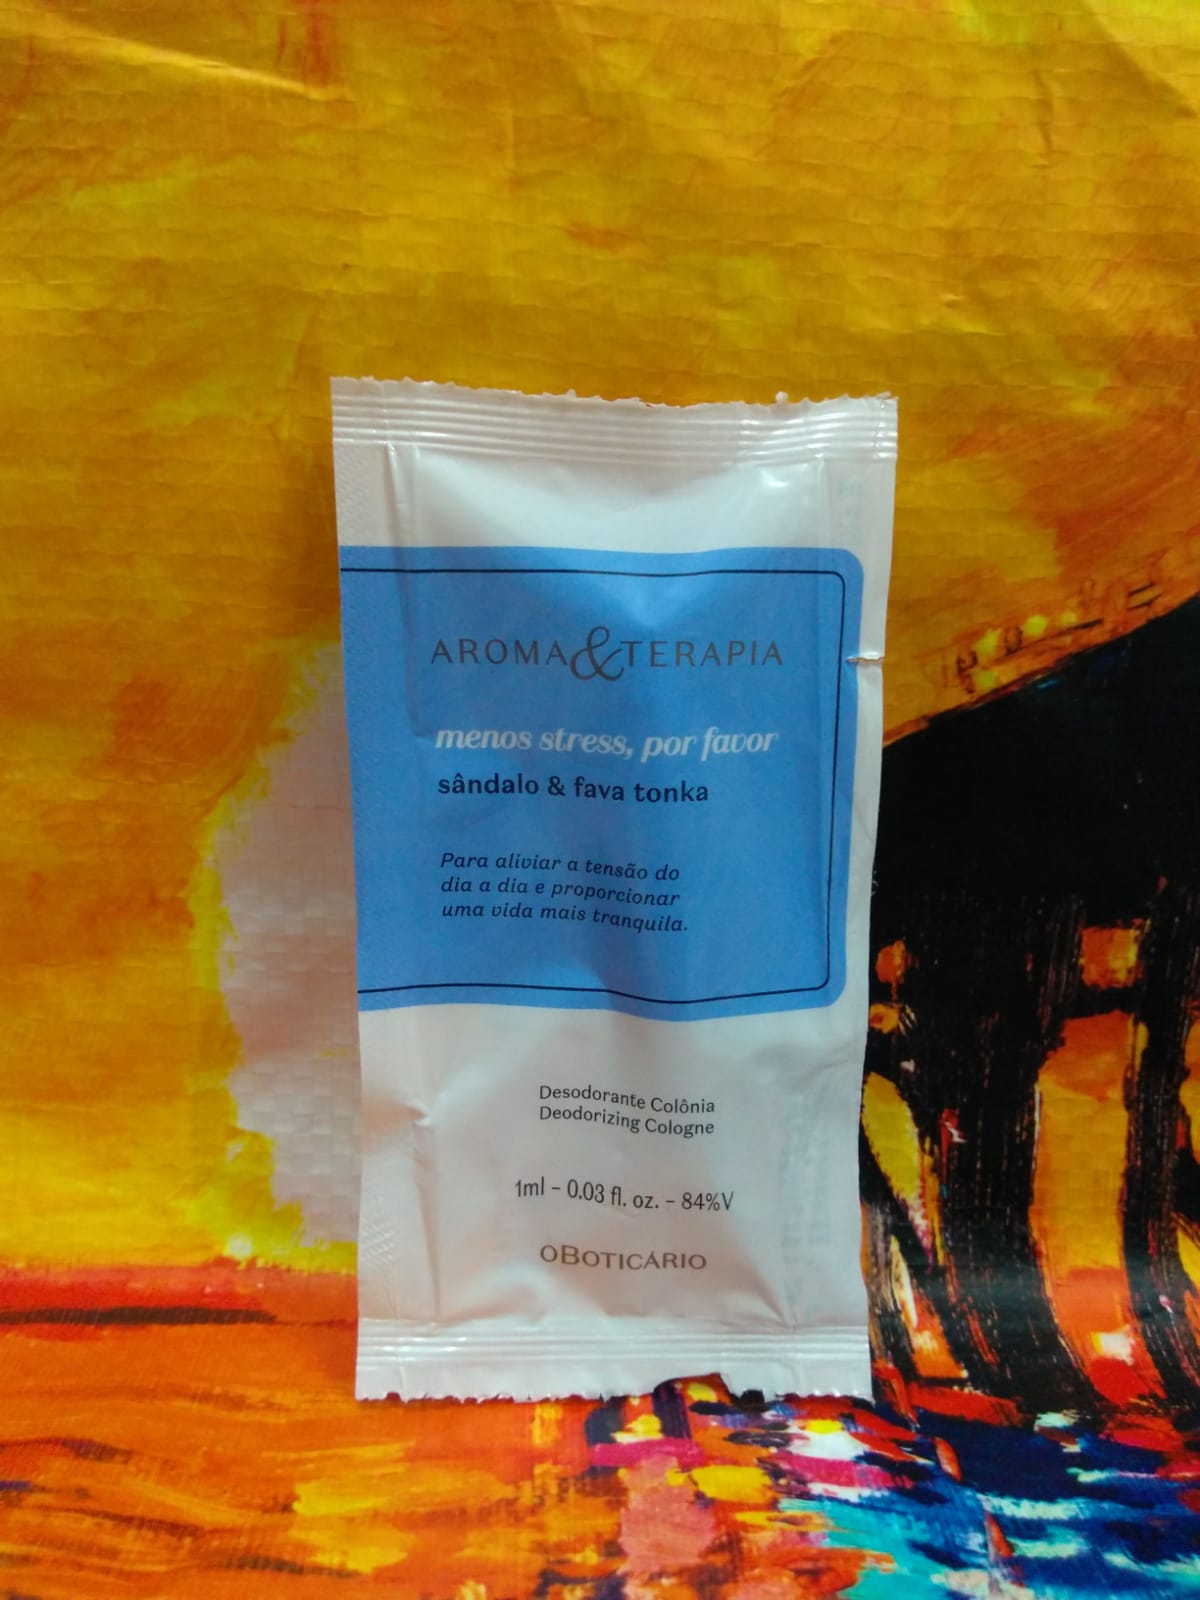 AROMA&TERAPIA
menos stress, por favor
sândalo & fava tonka
Para aliviar a tensão do
dia a dia e proporcionar
uma vida mais tranquila.
Desodorante Colônia
Deodorizing Cologne
1ml - 0.03 fl. oz. - 84%V
OBOTICÁRIO